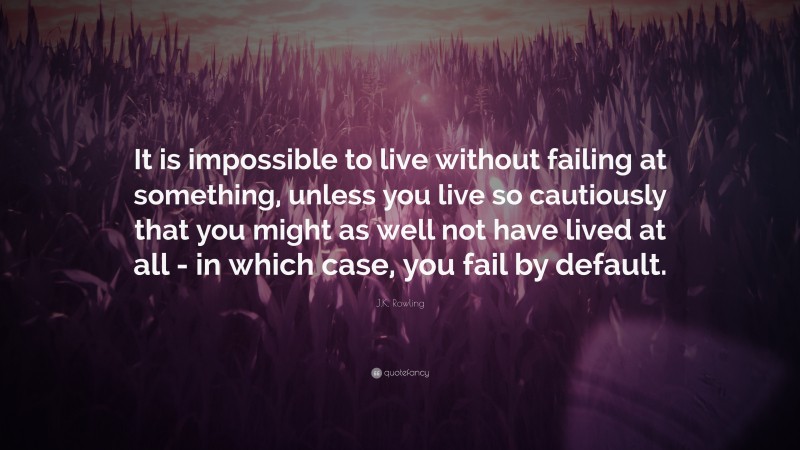 It is impossible to live without failing at
something, unless you live so cautiously
that you might as well not have lived at
all - in which case, you fail by default.
J.K. Rowling
quotefancy